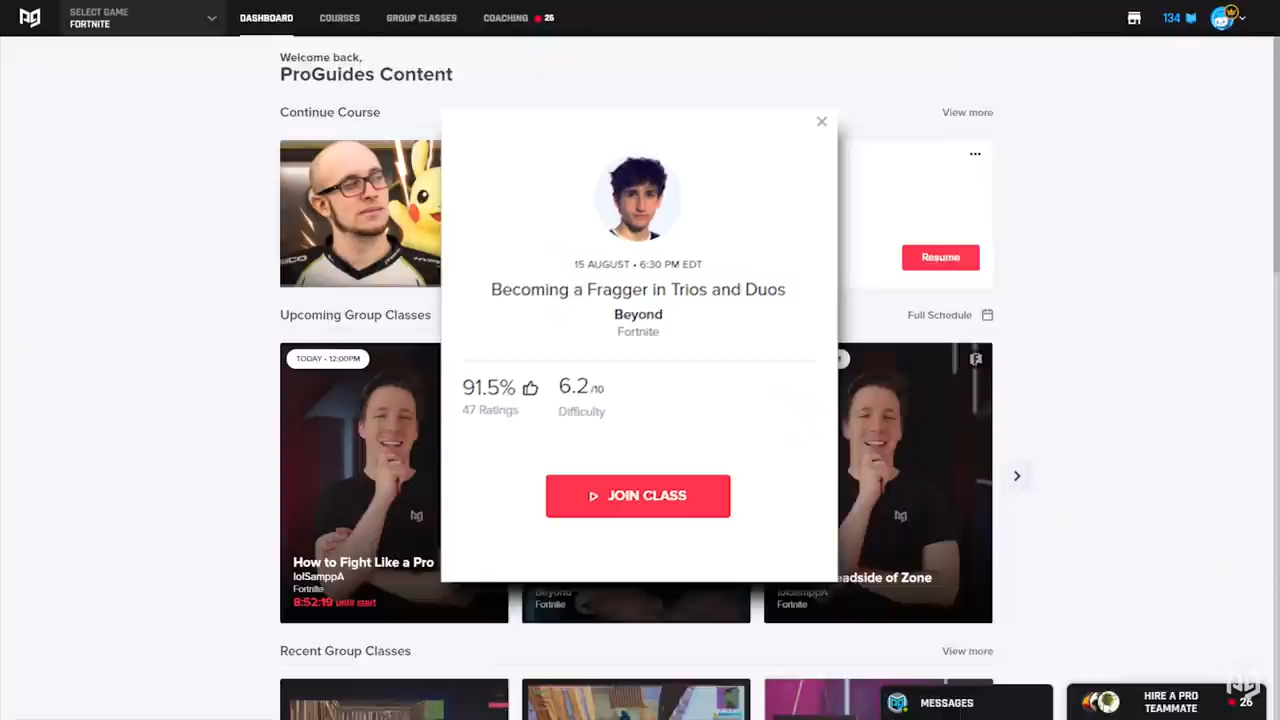 SELECT GAME
FORTNITE
DASHBOARD
COURSES
GROUP CLASSES
COACHING
26
134
Welcome back,
ProGuides Content
Continue Course
View more
Resume
15 AUGUST • 6:30 PM EDT
Becoming a Fragger in Trios and Duos
Beyond
Fortnite
91.5%
47 Ratings
6.2/10
Difficulty
JOIN CLASS
Upcoming Group Classes
Full Schedule
TODAY - 12:00PM
How to Fight Like a Pro
lolSamppA
Fortnite
8:52:19 until start
Beyond
Fortnite
eadside of Zone
lolSamppA
Fortnite
Recent Group Classes
View more
MESSAGES
HIRE A PRO
TEAMMATE
26